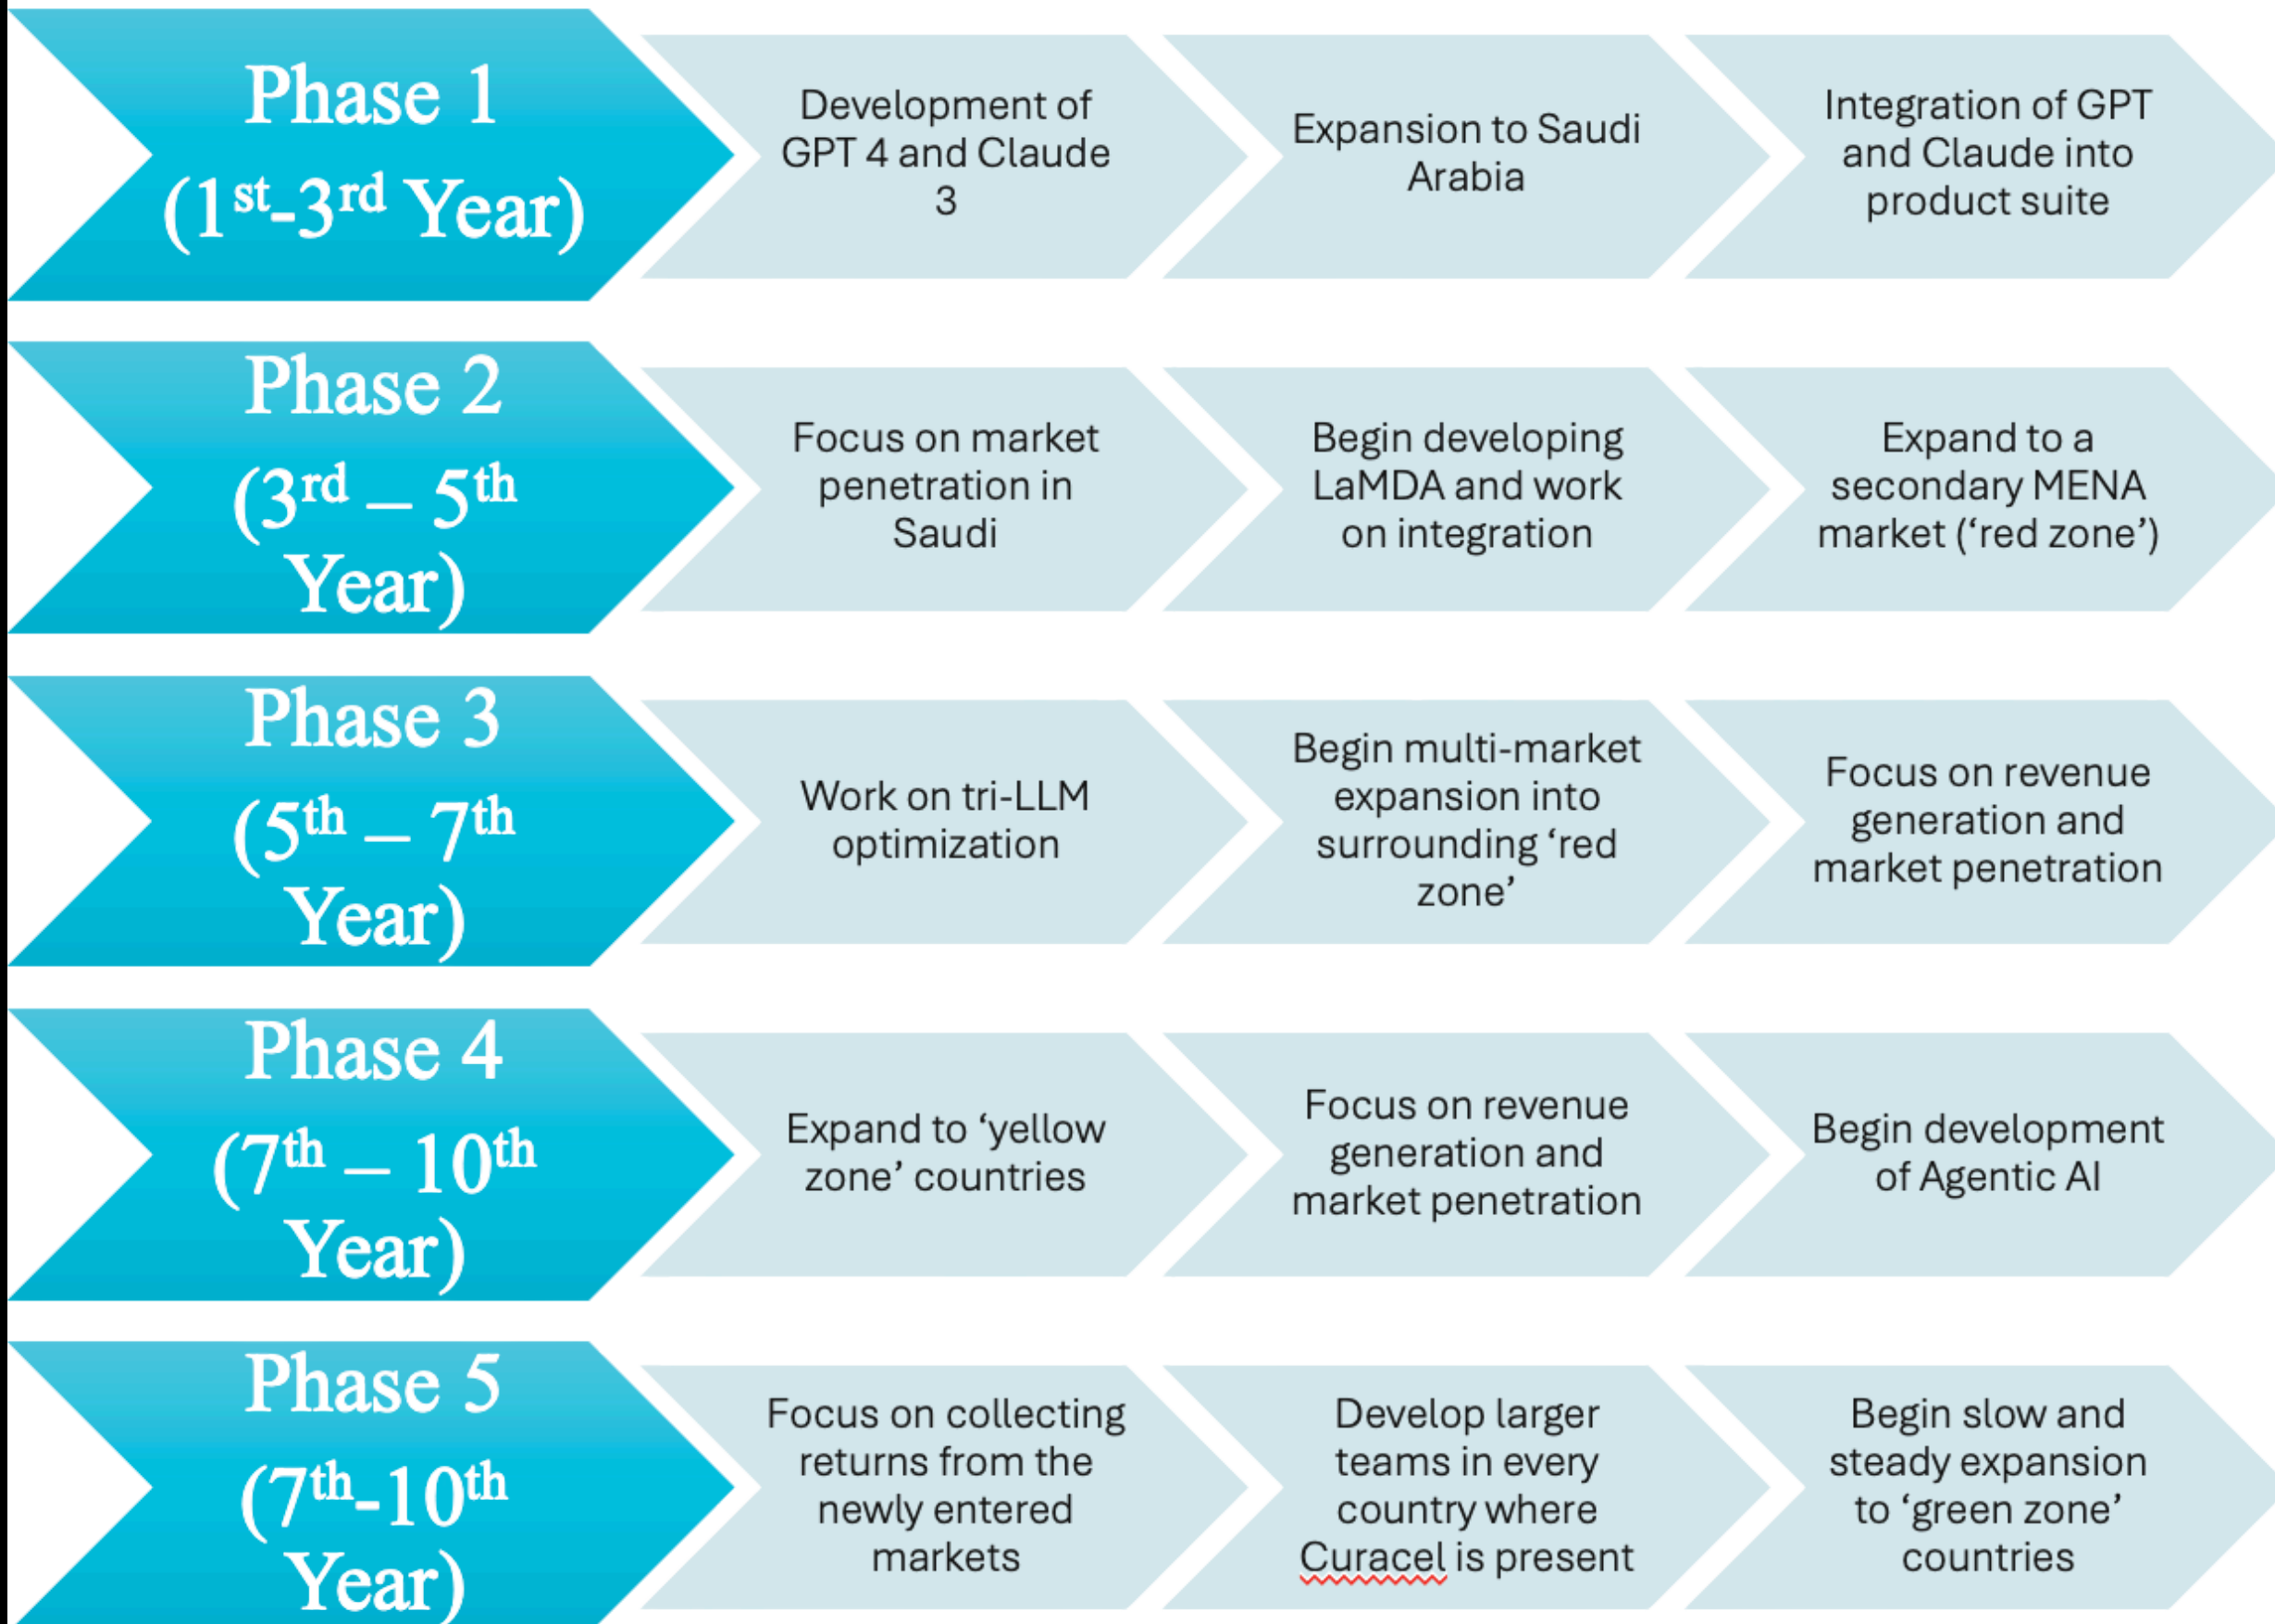 Phase 1
(1st-3rd Year)
Development of
GPT 4 and Claude
3
Expansion to Saudi
Arabia
Integration of GPT
and Claude into
product suite
Phase 2
(3rd – 5th
Year)
Focus on market
penetration in
Saudi
Begin developing
LaMDA and work
on integration
Expand to a
secondary MENA
market (‘red zone’)
Phase 3
(5th – 7th
Year)
Work on tri-LLM
optimization
Begin multi-market
expansion into
surrounding ‘red
zone’
Focus on revenue
generation and
market penetration
Phase 4
(7th – 10th
Year)
Expand to ‘yellow
zone’ countries
Focus on revenue
generation and
market penetration
Begin development
of Agentic AI
Phase 5
(7th-10th
Year)
Focus on collecting
returns from the
newly entered
markets
Develop larger
teams in every
country where
Curacel is present
Begin slow and
steady expansion
to ‘green zone’
countries